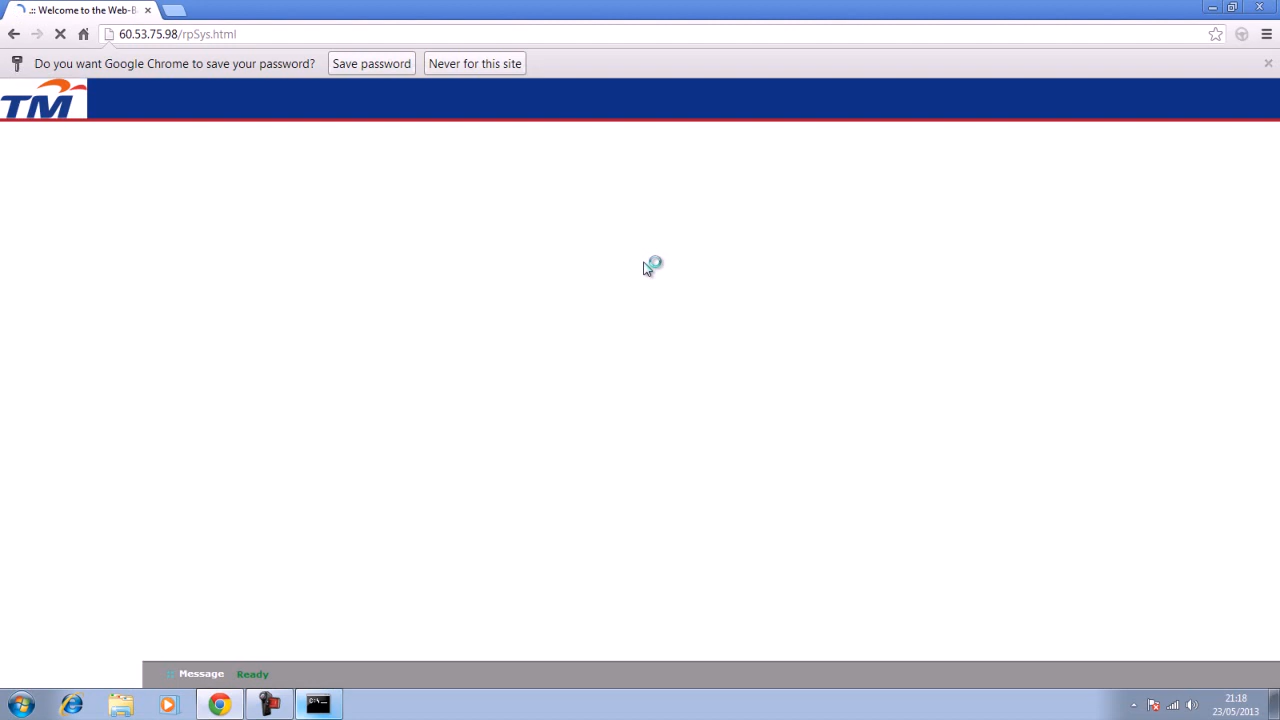 .:: Welcome to the Web-B
60.53.75.98/rpSys.html
Do you want Google Chrome to save your password? Save password Never for this site
TM
Message Ready
C:\
21:18
23/05/2013